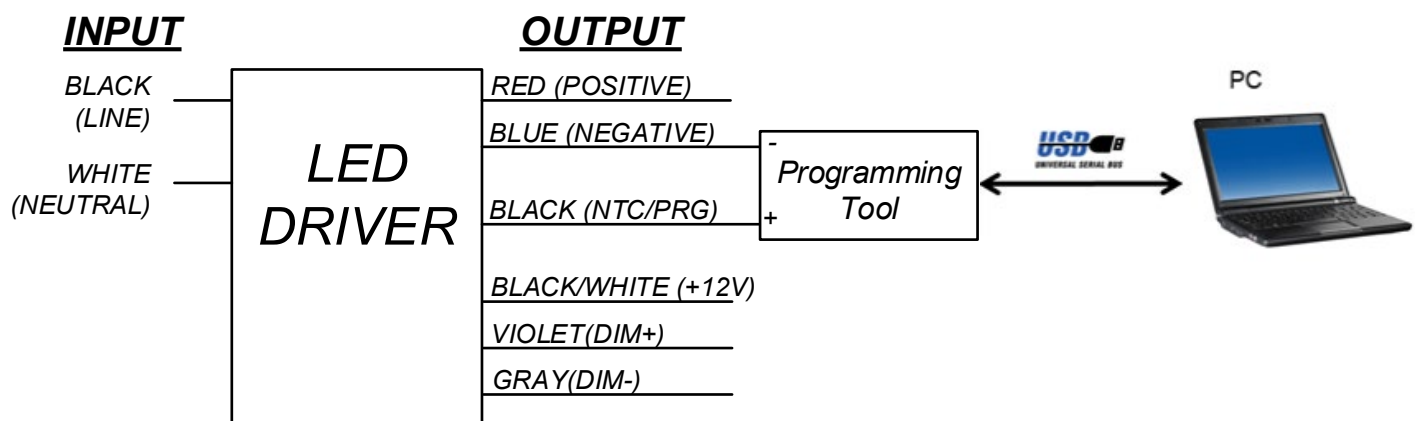 INPUT
OUTPUT
BLACK
(LINE)
WHITE
(NEUTRAL)
LED
DRIVER
RED (POSITIVE)
BLUE (NEGATIVE)
BLACK (NTC/PRG)
BLACK/WHITE (+12V)
VIOLET(DIM+)
GRAY(DIM-)
-
+
Programming
Tool
USB
UNIVERSAL SERIAL BUS
PC